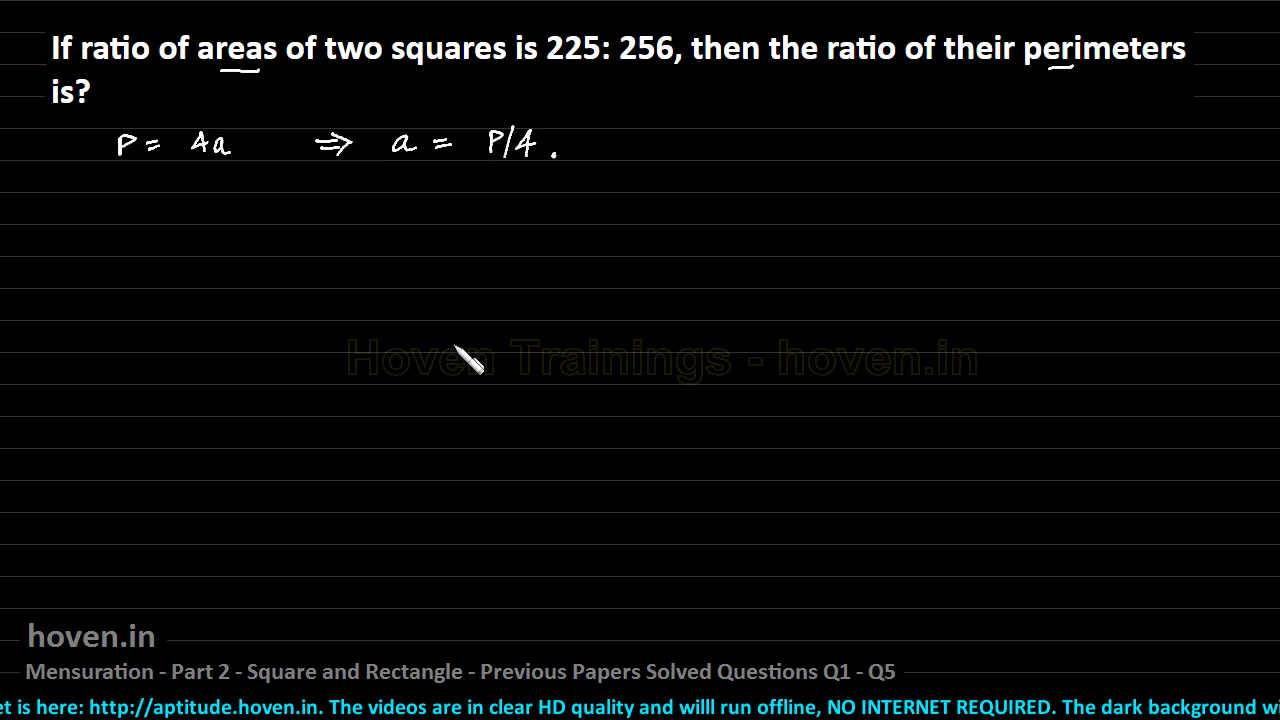 If ratio of areas of two squares is 225: 256, then the ratio of their perimeters
is?
P = 4a ⇒ a = P/4 .
Hoven Trainings - hoven.in
hoven.in
Mensuration - Part 2 - Square and Rectangle - Previous Papers Solved Questions Q1 - Q5
et is here: http://aptitude.hoven.in. The videos are in clear HD quality and willl run offline, NO INTERNET REQUIRED. The dark background w